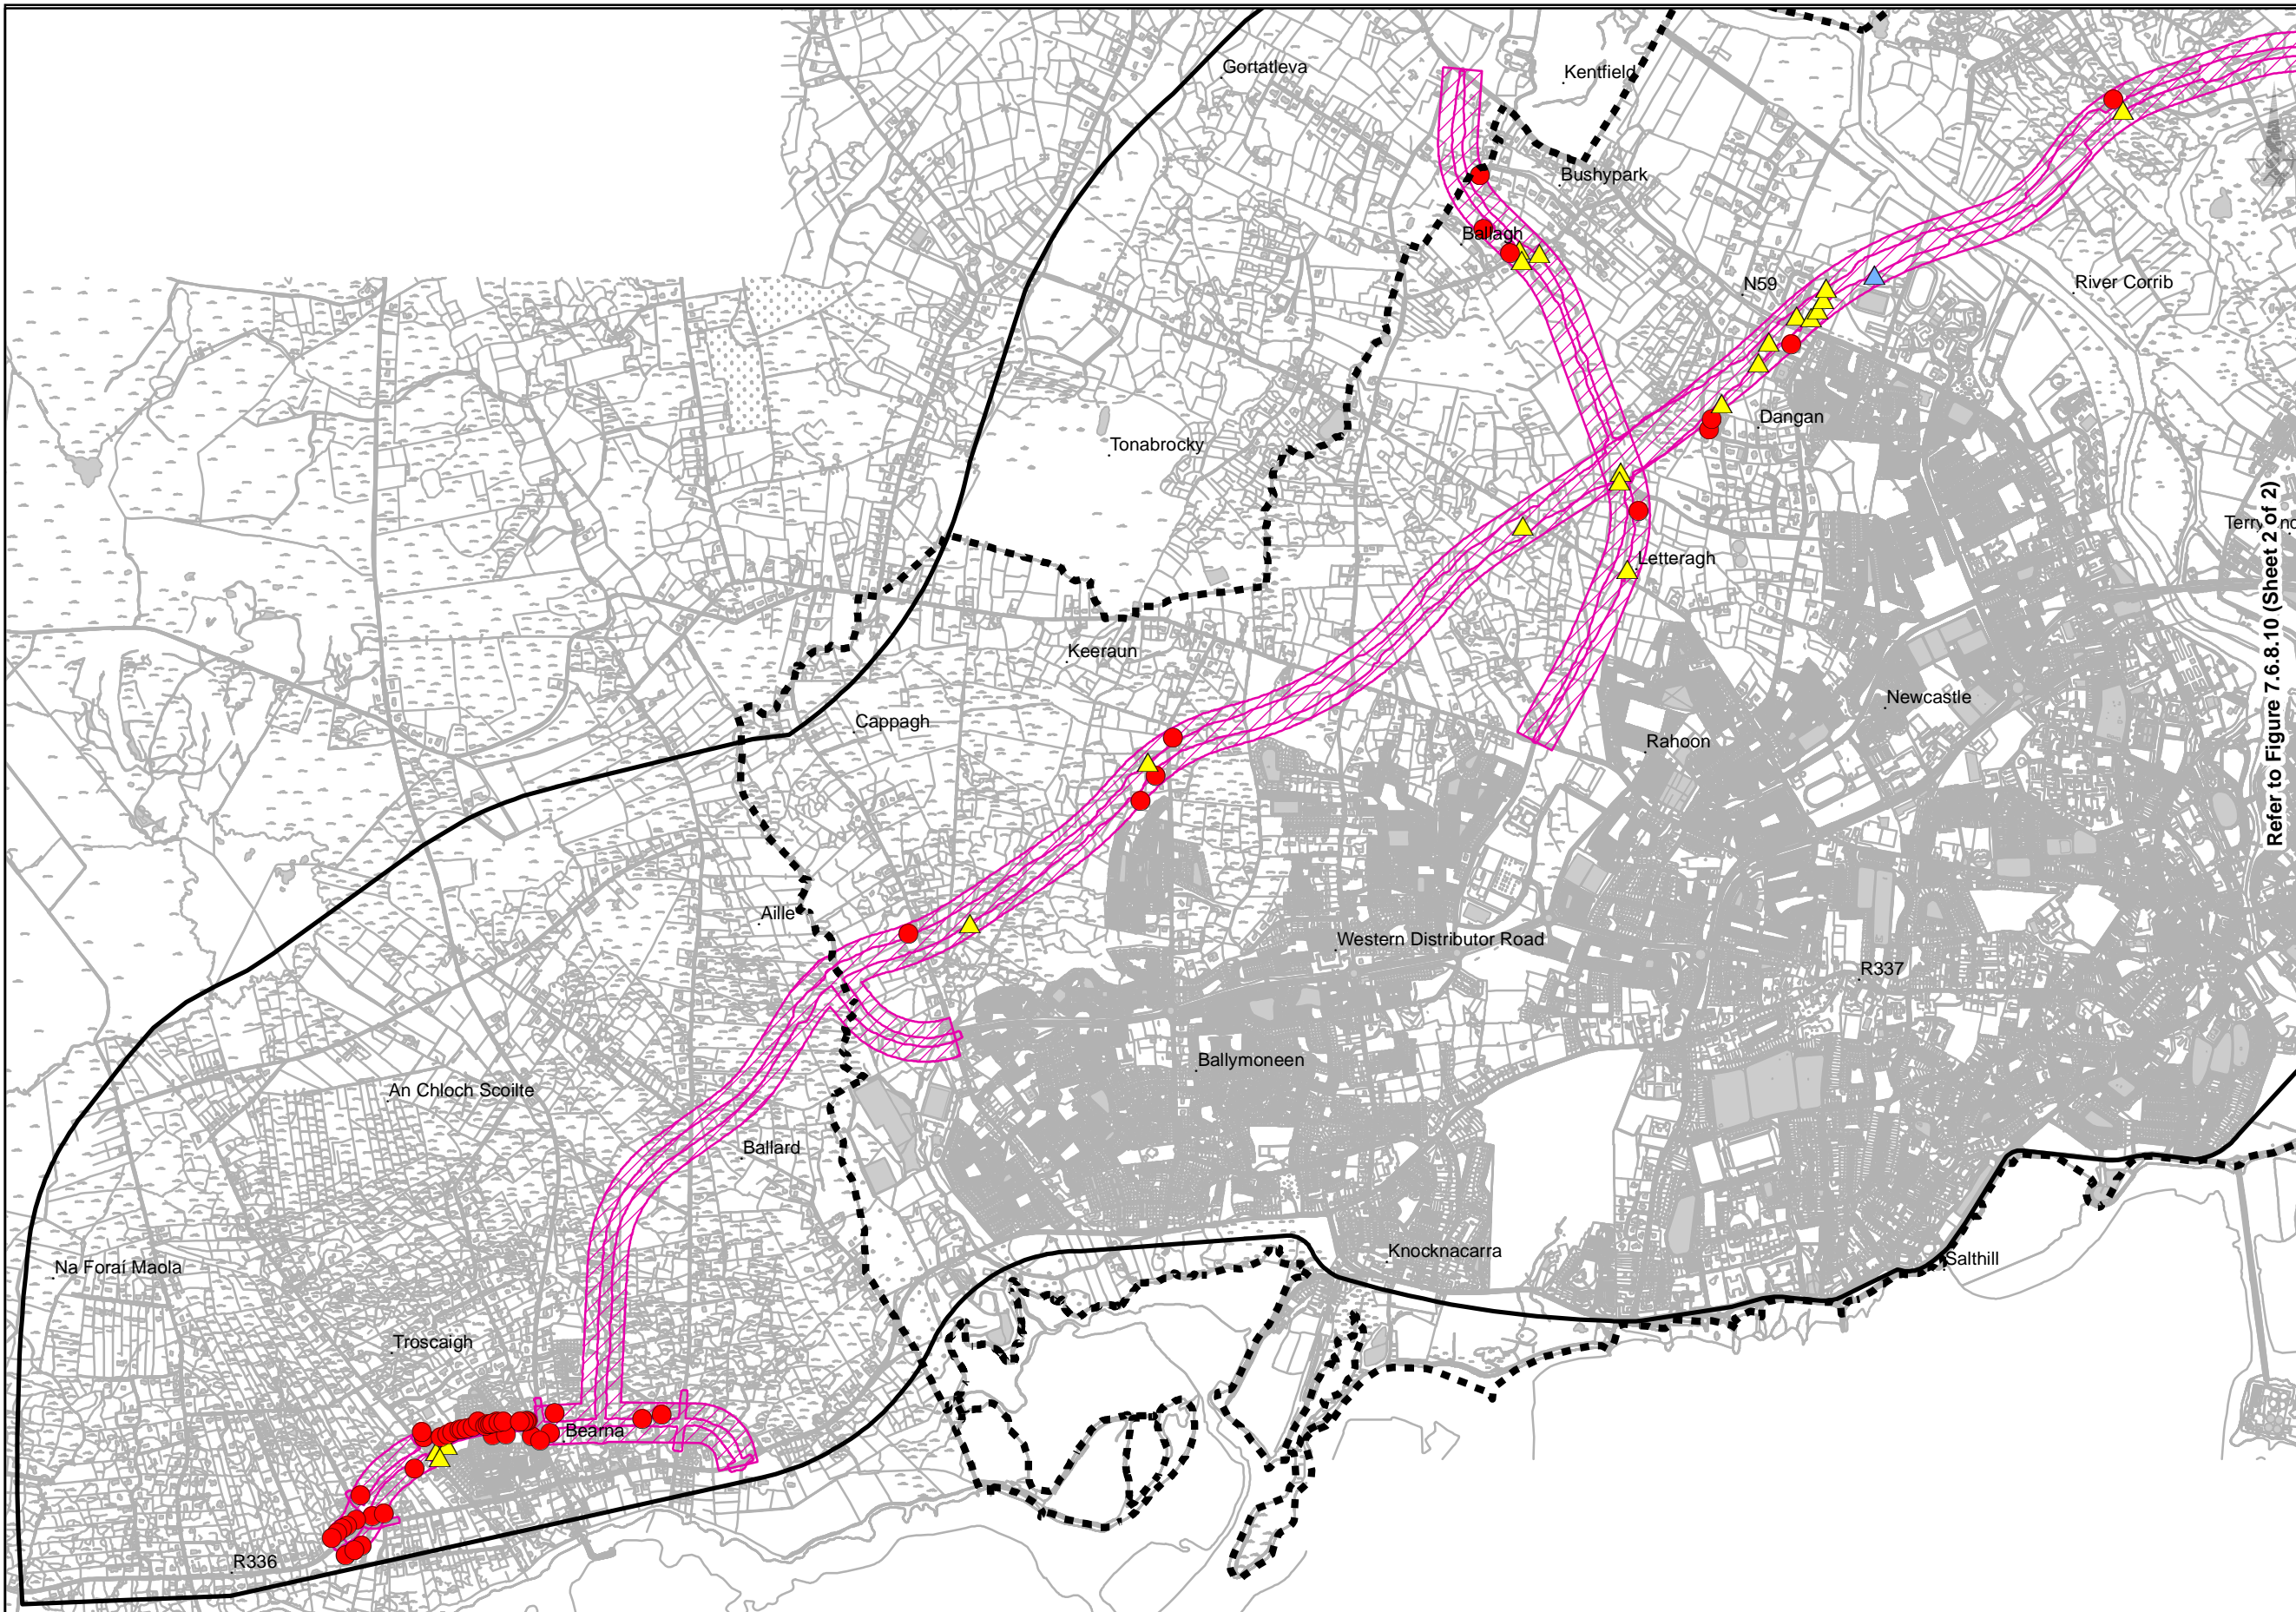 Gortatleva
Kentfield
Bushypark
Ballagh
N59
River Corrib
Dangan
Tonabrocky
Refer to Figure 7.6.8.10 (Sheet 2 of 2)
Letteragh
Keeraun
Newcastle
Cappagh
Rahoon
Aille
Western Distributor Road
R337
Ballymoneen
An Chloch Scoilte
Ballard
Knocknacarra
Salthill
Na Foraí Maola
Troscaigh
Bearna
R336